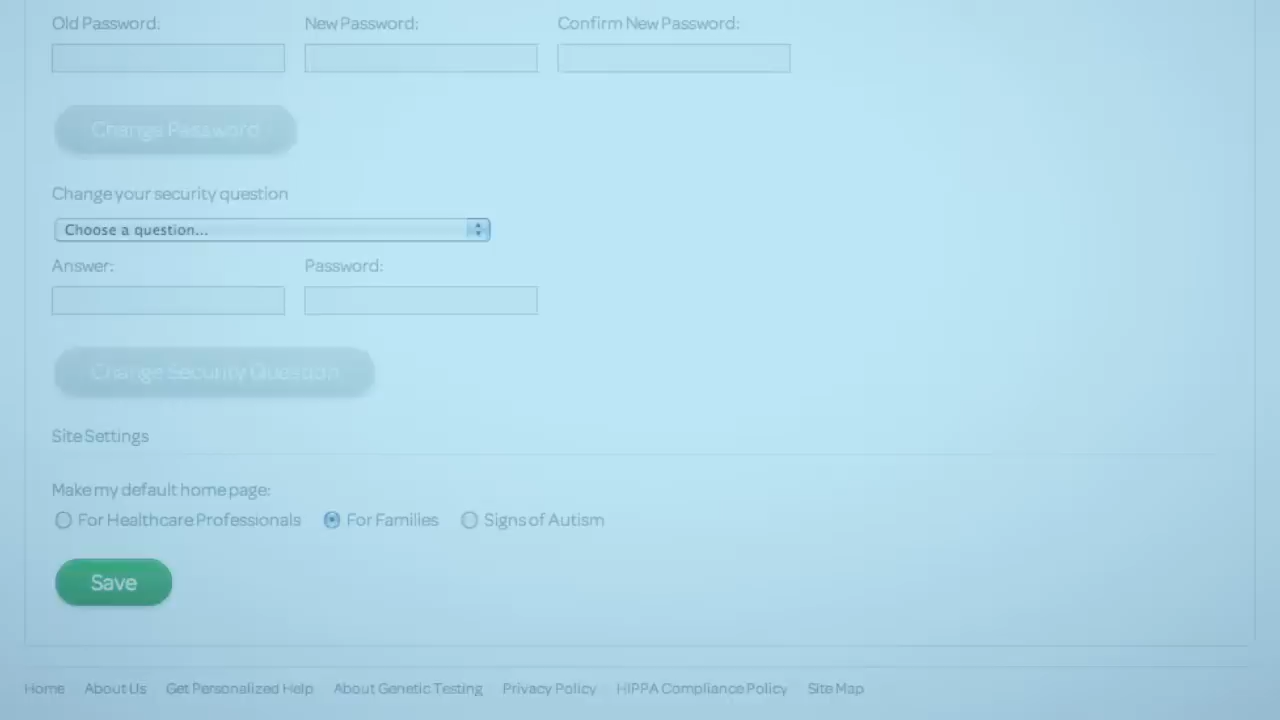 Old Password: New Password: Confirm New Password:
Change Password
Change your security question
Choose a question...
Answer: Password:
Change Security Question
Site Settings
Make my default home page:
For Healthcare Professionals For Families Signs of Autism
Save
Home About Us Get Personalized Help About Genetic Testing Privacy Policy HIPPA Compliance Policy Site Map